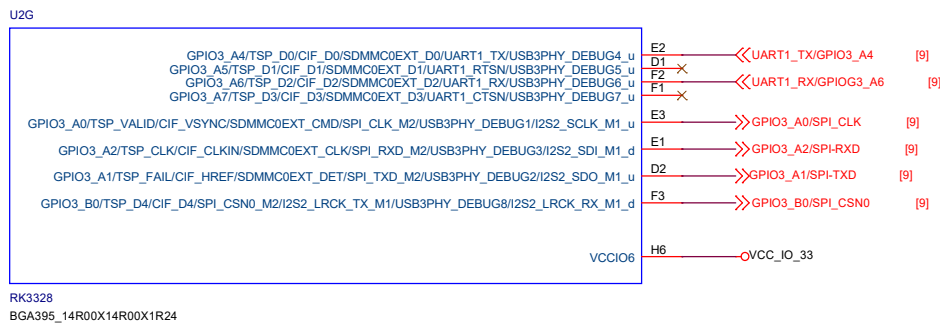 U2G
GPIO3_A4/TSP_D0/CIF_D0/SDMMC0EXT_D0/UART1_TX/USB3PHY_DEBUG4_u E2 UART1_TX/GPIO3_A4 [9]
GPIO3_A5/TSP_D1/CIF_D1/SDMMC0EXT_D1/UART1_RTSN/USB3PHY_DEBUG5_u D1
GPIO3_A6/TSP_D2/CIF_D2/SDMMC0EXT_D2/UART1_RX/USB3PHY_DEBUG6_u F2 UART1_RX/GPIOG3_A6 [9]
GPIO3_A7/TSP_D3/CIF_D3/SDMMC0EXT_D3/UART1_CTSN/USB3PHY_DEBUG7_u F1
GPIO3_A0/TSP_VALID/CIF_VSYNC/SDMMC0EXT_CMD/SPI_CLK_M2/USB3PHY_DEBUG1/I2S2_SCLK_M1_u E3 GPIO3_A0/SPI_CLK [9]
GPIO3_A2/TSP_CLK/CIF_CLKIN/SDMMC0EXT_CLK/SPI_RXD_M2/USB3PHY_DEBUG3/I2S2_SDI_M1_d E1 GPIO3_A2/SPI-RXD [9]
GPIO3_A1/TSP_FAIL/CIF_HREF/SDMMC0EXT_DET/SPI_TXD_M2/USB3PHY_DEBUG2/I2S2_SDO_M1_u D2 GPIO3_A1/SPI-TXD [9]
GPIO3_B0/TSP_D4/CIF_D4/SPI_CSN0_M2/I2S2_LRCK_TX_M1/USB3PHY_DEBUG8/I2S2_LRCK_RX_M1_d F3 GPIO3_B0/SPI_CSN0 [9]
VCCIO6 H6 VCC_IO_33
RK3328
BGA395_14R00X14R00X1R24